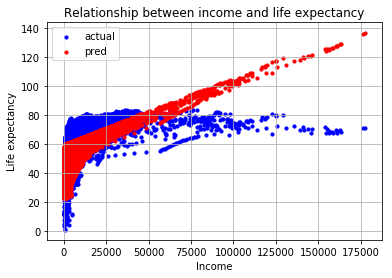 Relationship between income and life expectancy
actual
pred
Life expectancy
140
120
100
80
60
40
20
0
0 25000 50000 75000 100000 125000 150000 175000
Income